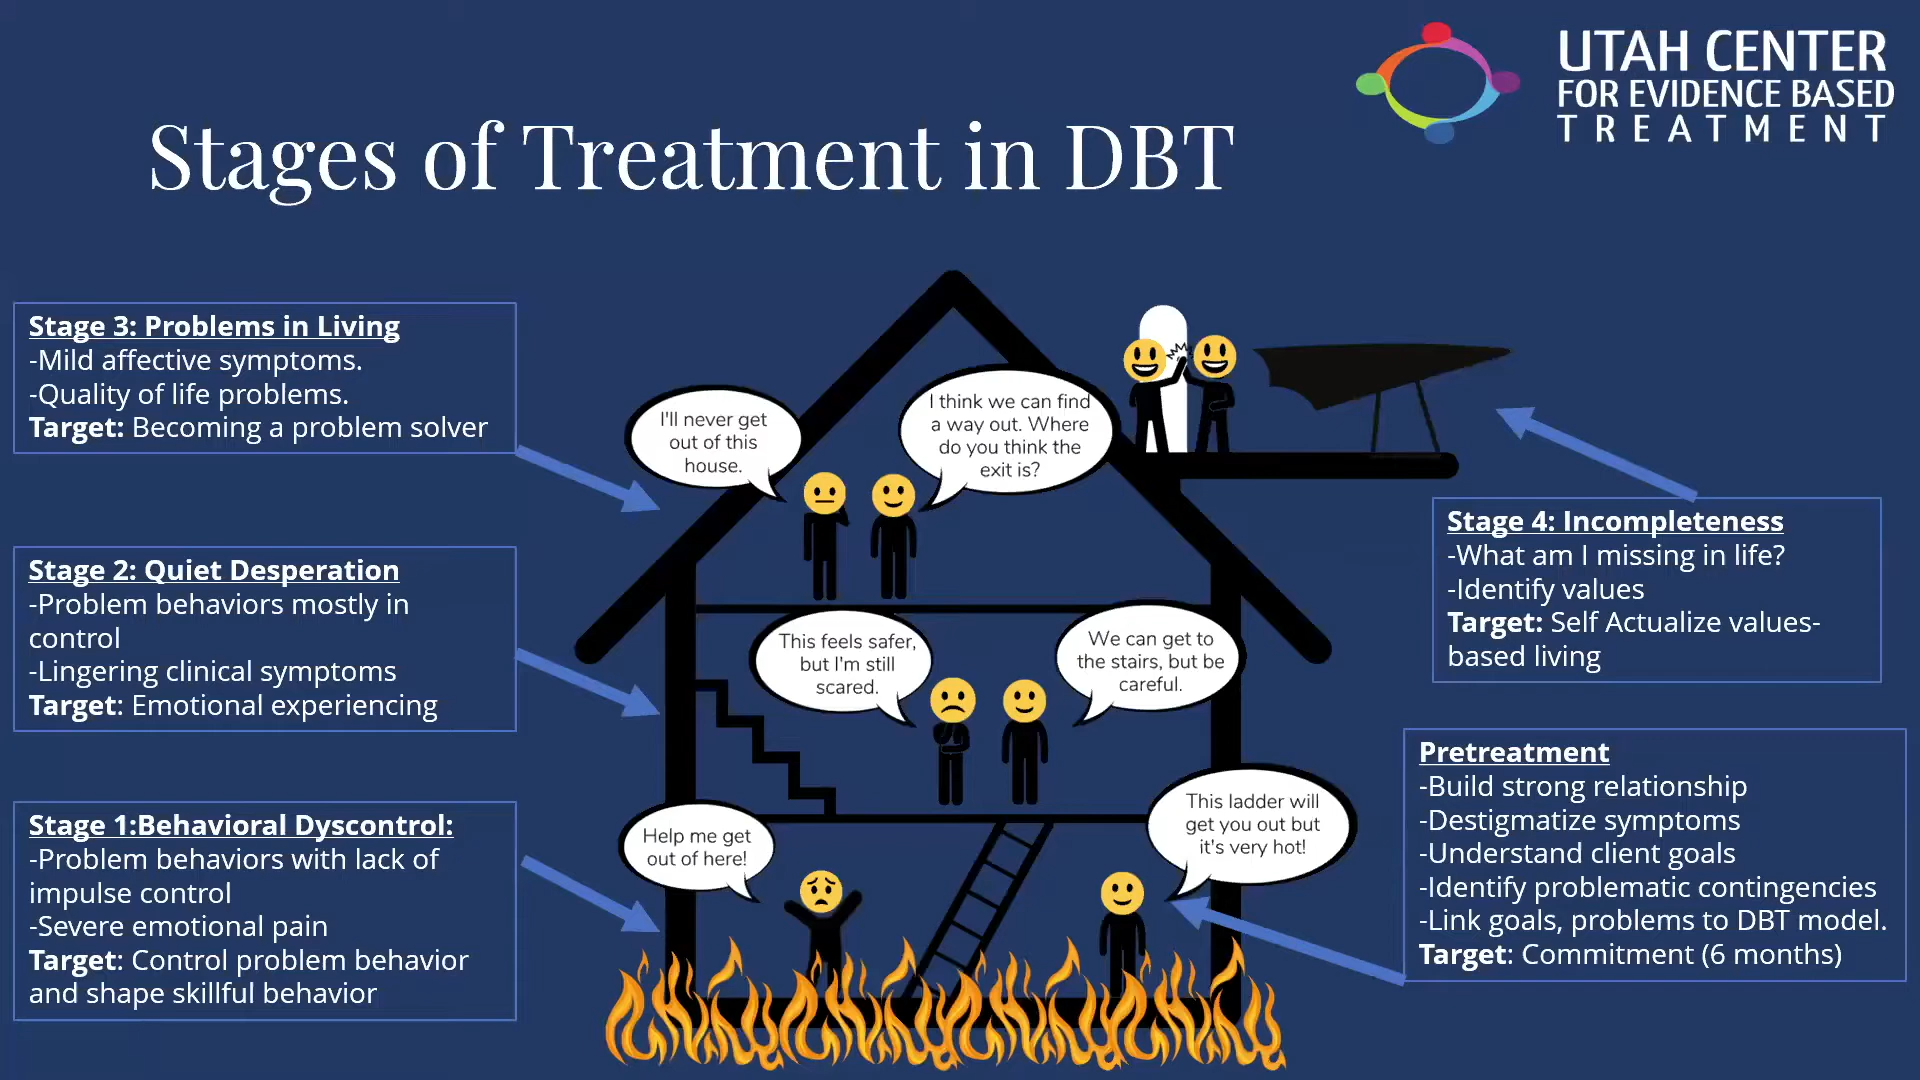 UTAH CENTER
FOR EVIDENCE BASED
TREATMENT
Stages of Treatment in DBT
Stage 3: Problems in Living
-Mild affective symptoms.
-Quality of life problems.
Target: Becoming a problem solver
I'll never get
out of this
house.
I think we can find
a way out. Where
do you think the
exit is?
Stage 4: Incompleteness
-What am I missing in life?
-Identify values
Target: Self Actualize values-
based living
Stage 2: Quiet Desperation
-Problem behaviors mostly in
control
-Lingering clinical symptoms
Target: Emotional experiencing
This feels safer,
but I'm still
scared.
We can get to
the stairs, but be
careful.
Stage 1:Behavioral Dyscontrol:
-Problem behaviors with lack of
impulse control
-Severe emotional pain
Target: Control problem behavior
and shape skillful behavior
Help me get
out of here!
This ladder will
get you out but
it's very hot!
Pretreatment
-Build strong relationship
-Destigmatize symptoms
-Understand client goals
-Identify problematic contingencies
-Link goals, problems to DBT model.
Target: Commitment (6 months)